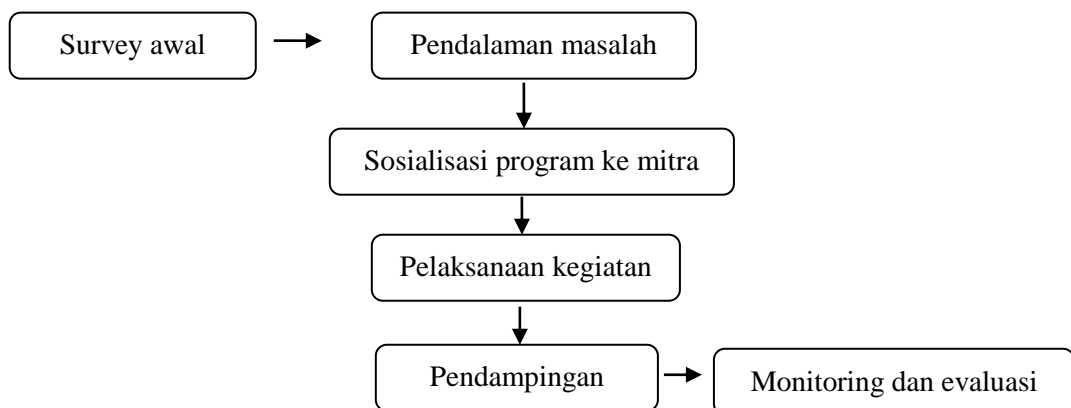 Survey awal
Pendalaman masalah
Sosialisasi program ke mitra
Pelaksanaan kegiatan
Pendampingan
Monitoring dan evaluasi